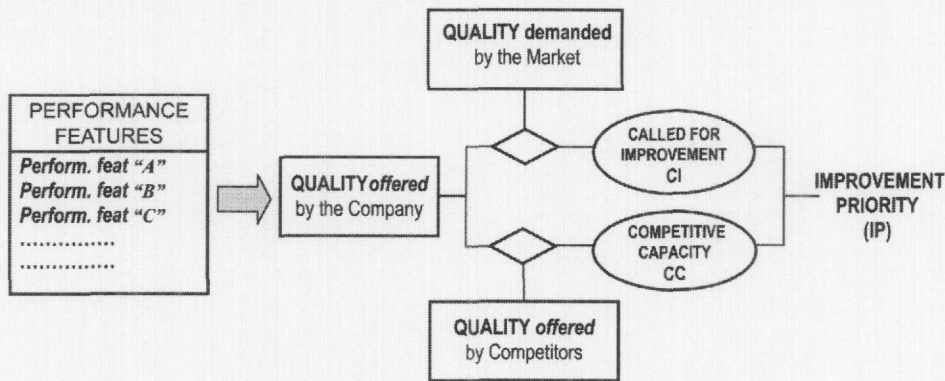 PERFORMANCE
FEATURES
Perform. feat “A”
Perform. feat “B”
Perform. feat “C”
...............
...............
QUALITY offered
by the Company
QUALITY demanded
by the Market
CALLED FOR
IMPROVEMENT
CI
COMPETITIVE
CAPACITY
CC
QUALITY offered
by Competitors
IMPROVEMENT
PRIORITY
(IP)